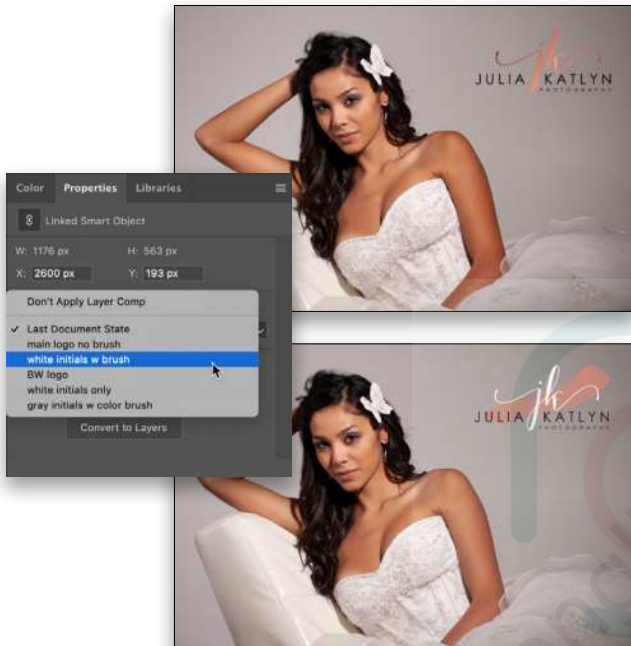 jk
JULIA KATLYN
PHOTOGRAPHY
Color Properties Libraries
Linked Smart Object
W: 1176 px H: 563 px
X: 2600 px Y: 193 px
Don't Apply Layer Comp
✓ Last Document State
main logo no brush
white initials w brush
BW logo
white initials only
gray initials w color brush
Convert to Layers
jk
JULIA KATLYN
PHOTOGRAPHY